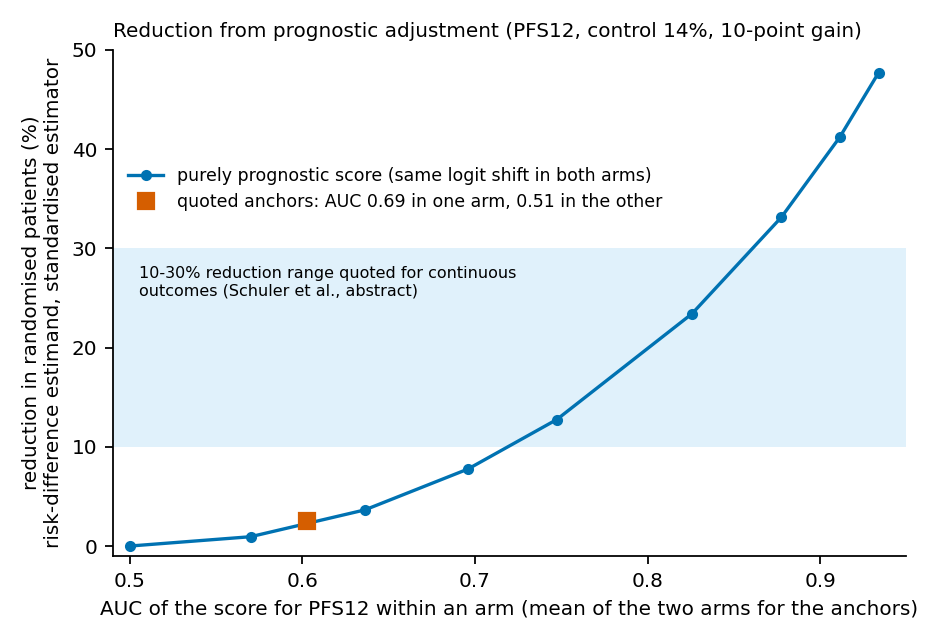 Reduction from prognostic adjustment (PFS12, control 14%, 10-point gain)
reduction in randomised patients (%)
risk-difference estimand, standardised estimator
50
40
30
20
10
0
purely prognostic score (same logit shift in both arms)
quoted anchors: AUC 0.69 in one arm, 0.51 in the other
10-30% reduction range quoted for continuous
outcomes (Schuler et al., abstract)
0.5 0.6 0.7 0.8 0.9
AUC of the score for PFS12 within an arm (mean of the two arms for the anchors)